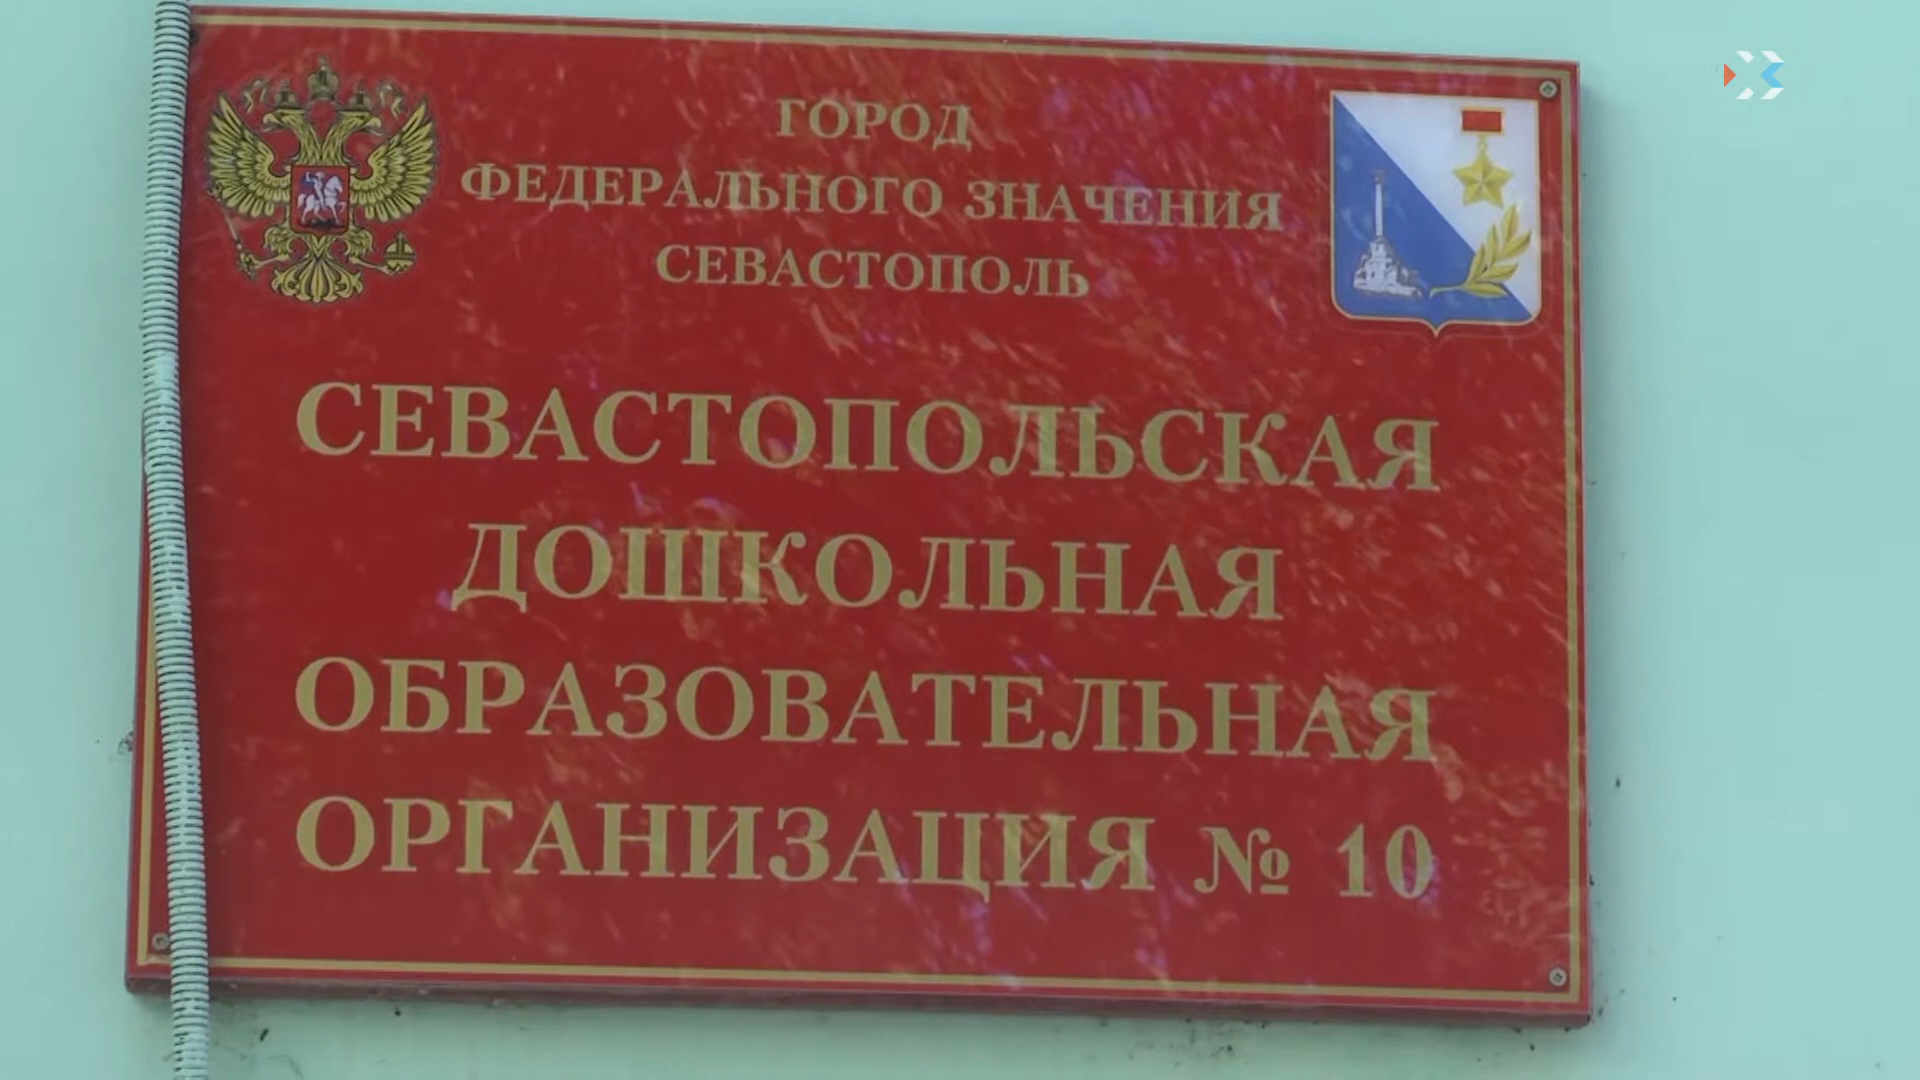 ГОРОД
ФЕДЕРАЛЬНОГО ЗНАЧЕНИЯ
СЕВАСТОПОЛЬ
СЕВАСТОПОЛЬСКАЯ
ДОШКОЛЬНАЯ
ОБРАЗОВАТЕЛЬНАЯ
ОРГАНИЗАЦИЯ № 10